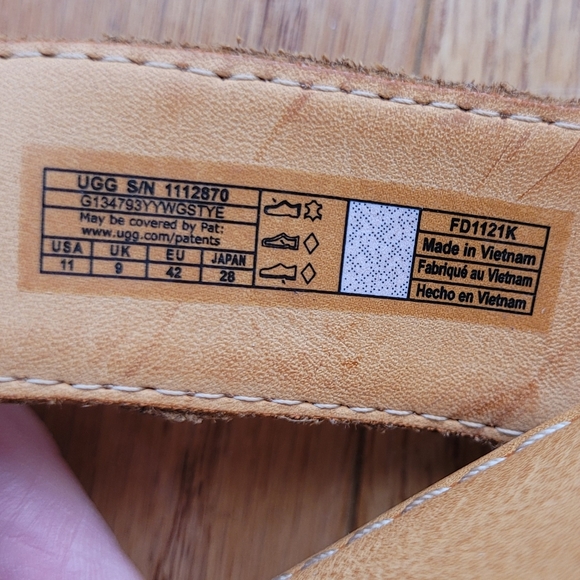 UGG S/N 1112870
G134793YYWGSTYE
May be covered by Pat:
www.ugg.com/patents
USA UK EU JAPAN
11 9 42 28
FD1121K
Made in Vietnam
Fabriqué au Vietnam
Hecho en Vietnam